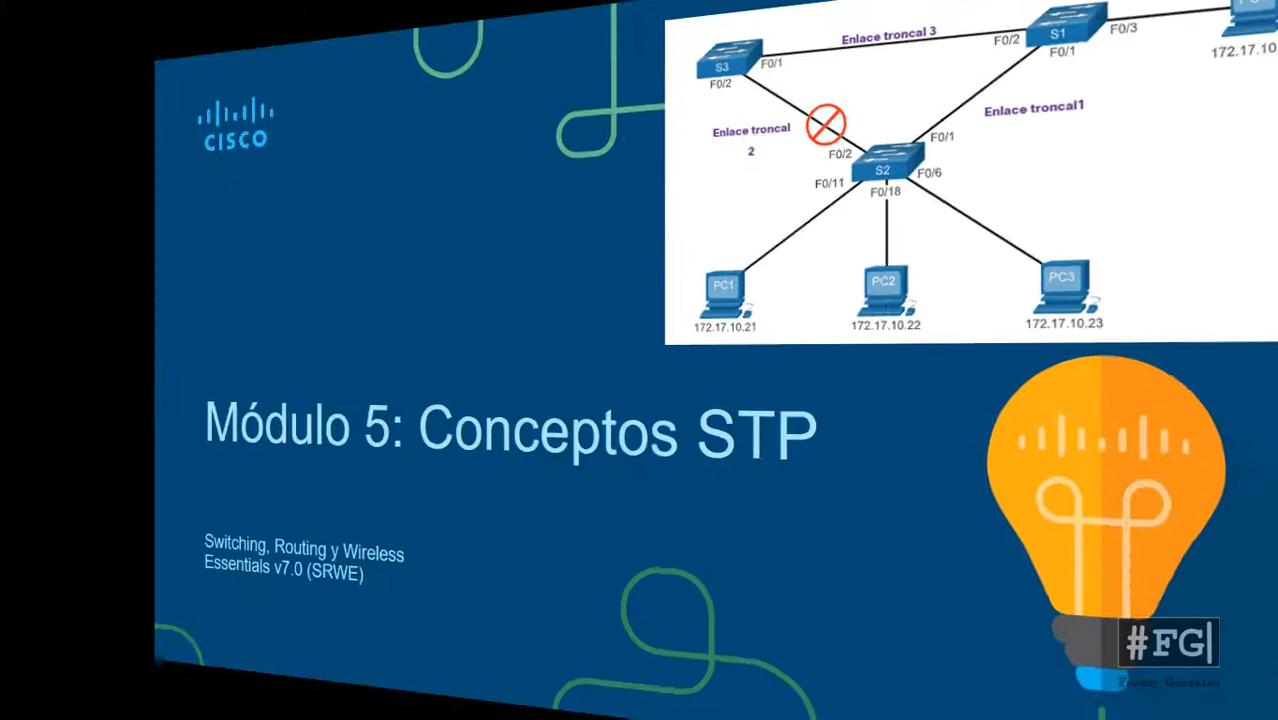 CISCO
Enlace troncal 3
S1
F0/3
F0/2
F0/1
172.17.10.
S3
F0/1
F0/2
Enlace troncal1
Enlace troncal
2
F0/1
F0/2
S2
F0/6
F0/11
F0/18
PC1
PC2
PC3
172.17.10.21
172.17.10.22
172.17.10.23
Módulo 5: Conceptos STP
Switching, Routing y Wireless
Essentials v7.0 (SRWE)
#FG|
Freddy Gonzalez